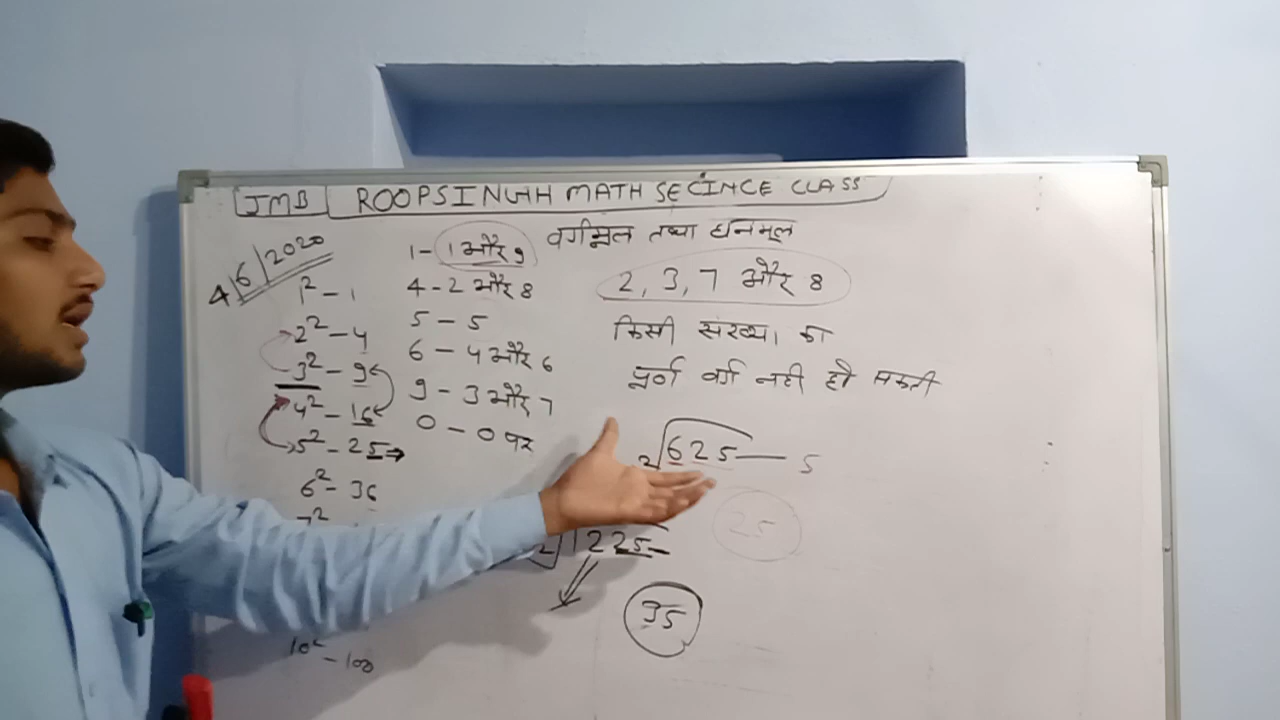 JMB ROOPSINGH MATH SECINCE CLASS
4/6/2020
वर्गमूल तथा घनमूल
1² – 1
2² – 4
3² – 9
4² – 16
5² – 25
6² – 36
7²
10² – 100
1 – 1 और 9
4 – 2 और 8
5 – 5
6 – 4 और 6
9 – 3 और 7
0 – 0 पर
2, 3, 7 और 8
किसी संख्या का
पूर्ण वर्ग नही हो सकती
2√625 — 5
25
2√1225
35